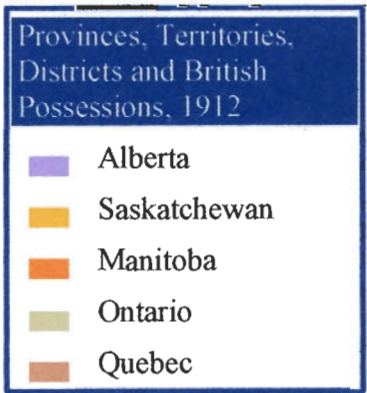 Provinces, Territories,
Districts and British
Possessions, 1912
Alberta
Saskatchewan
Manitoba
Ontario
Quebec